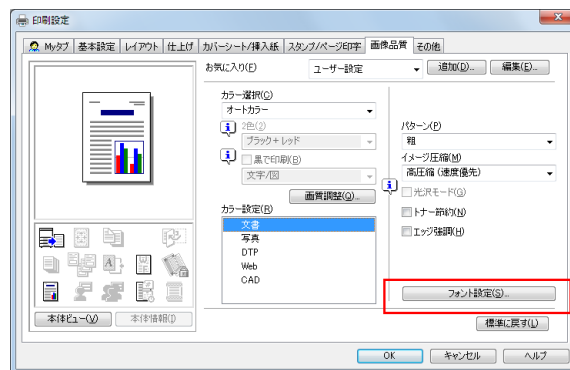 印刷設定
Myタブ 基本設定 レイアウト 仕上げ カバーシート/挿入紙 スタンプ/ページ印字 画像品質 その他
お気に入り(F) ユーザー設定 追加(D)... 編集(E)...
カラー選択(C)
オートカラー
2色(2)
ブラック+レッド
黒で印刷(B)
文字/図
画質調整(Q)...
カラー設定(R)
文書
写真
DTP
Web
CAD
パターン(P)
粗
イメージ圧縮(M)
高圧縮 (速度優先)
光沢モード(G)
トナー節約(N)
エッジ強調(H)
フォント設定(S)...
本体ビュー(V) 本体情報(I)
標準に戻す(L)
OK キャンセル ヘルプ